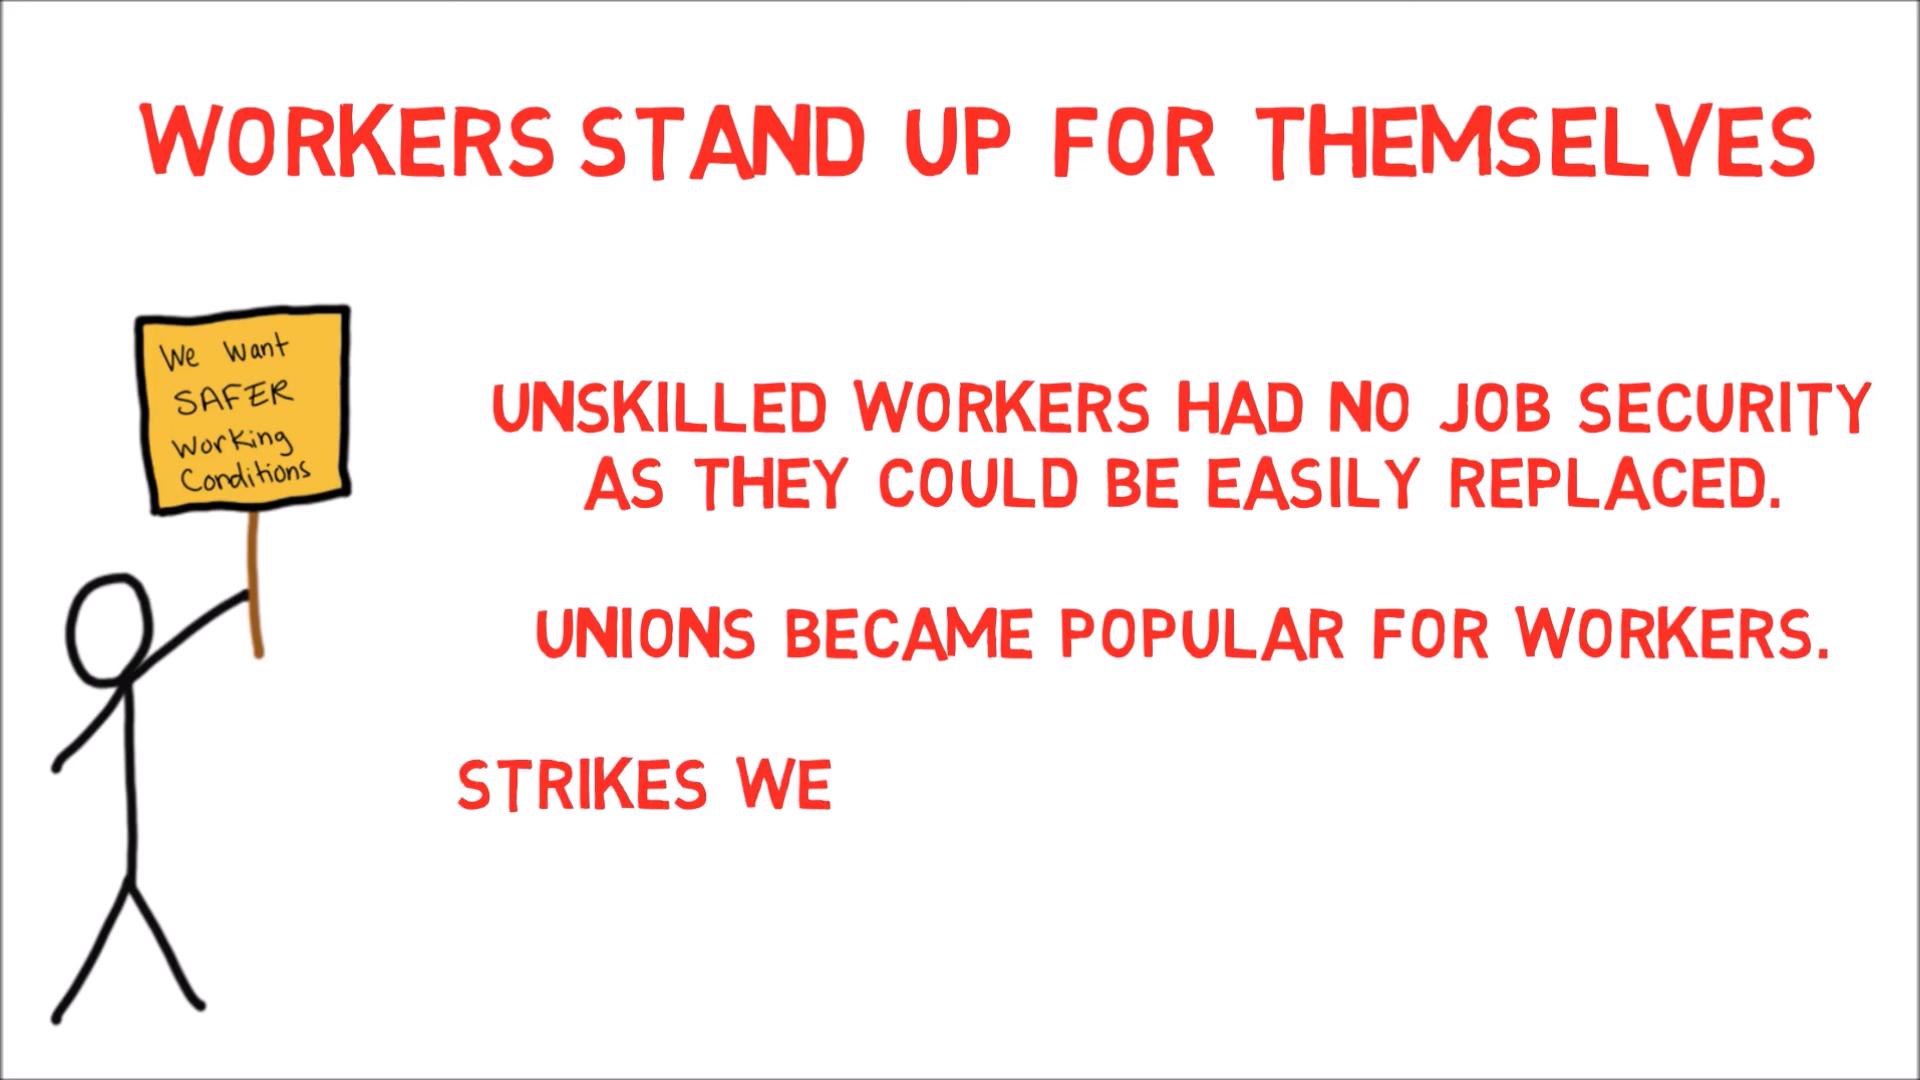 WORKERS STAND UP FOR THEMSELVES
We Want
SAFER
Working
Conditions
UNSKILLED WORKERS HAD NO JOB SECURITY
AS THEY COULD BE EASILY REPLACED.
UNIONS BECAME POPULAR FOR WORKERS.
STRIKES WE